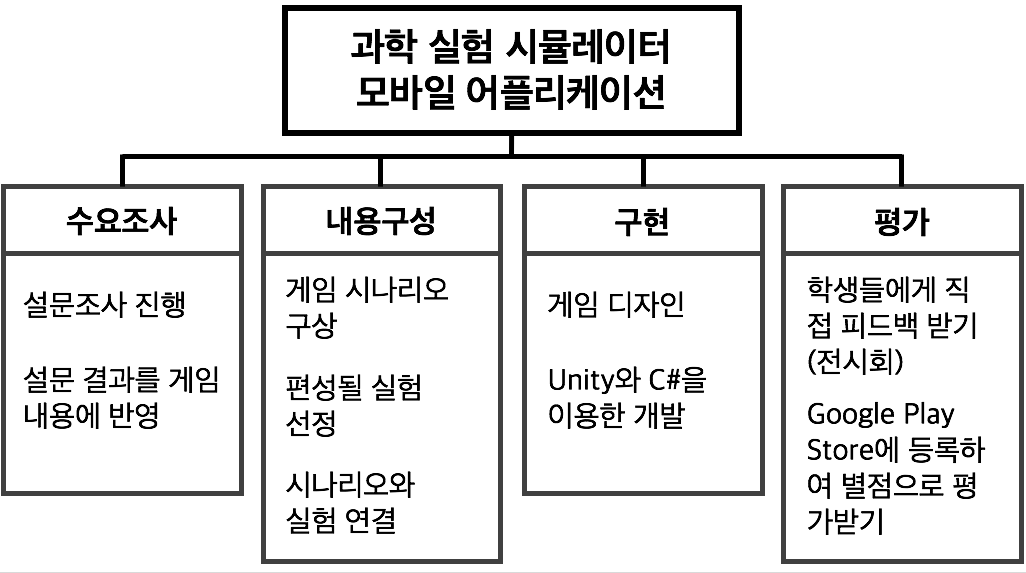 과학 실험 시뮬레이터
모바일 어플리케이션
수요조사
설문조사 진행
설문 결과를 게임
내용에 반영
내용구성
게임 시나리오
구상
편성될 실험
선정
시나리오와
실험 연결
구현
게임 디자인
Unity와 C#을
이용한 개발
평가
학생들에게 직
접 피드백 받기
(전시회)
Google Play
Store에 등록하
여 별점으로 평
가받기